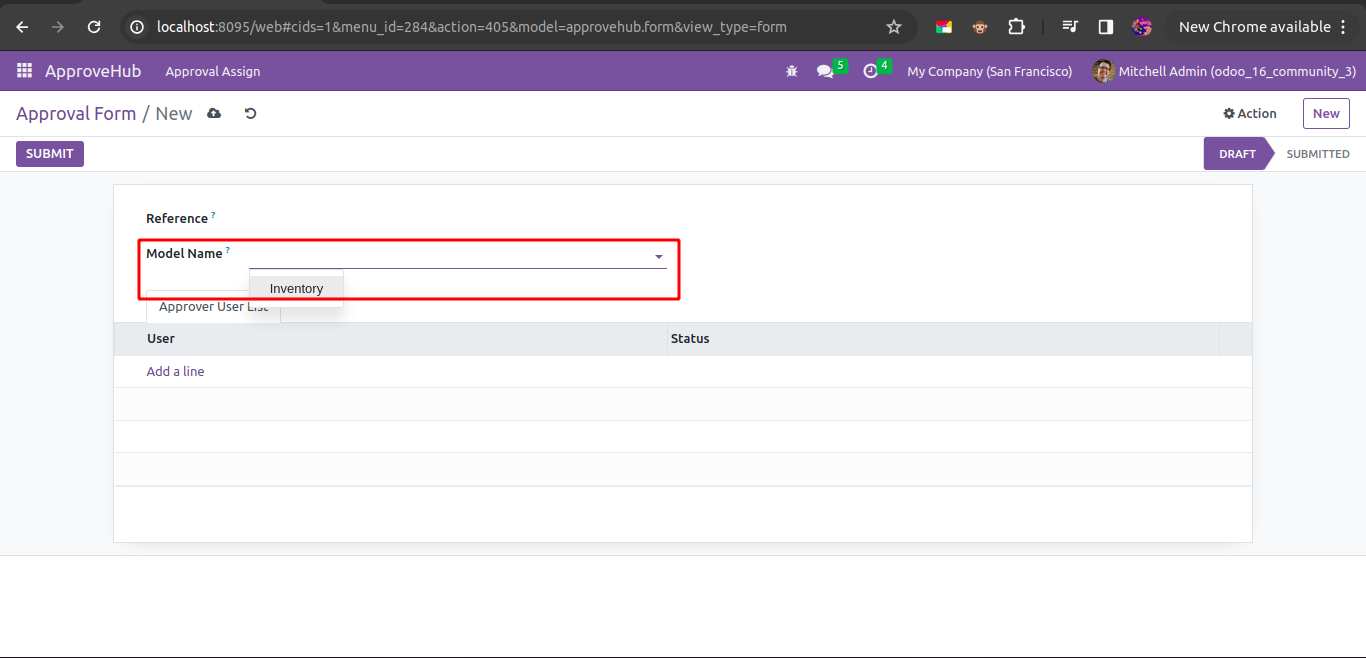 localhost:8095/web#cids=1&menu_id=284&action=405&model=approvehub.form&view_type=form
New Chrome available
ApproveHub Approval Assign 5 4 My Company (San Francisco) Mitchell Admin (odoo_16_community_3)
Approval Form / New Action New
SUBMIT DRAFT SUBMITTED
Reference ?
Model Name ?
Inventory
Approver User List
User Status
Add a line